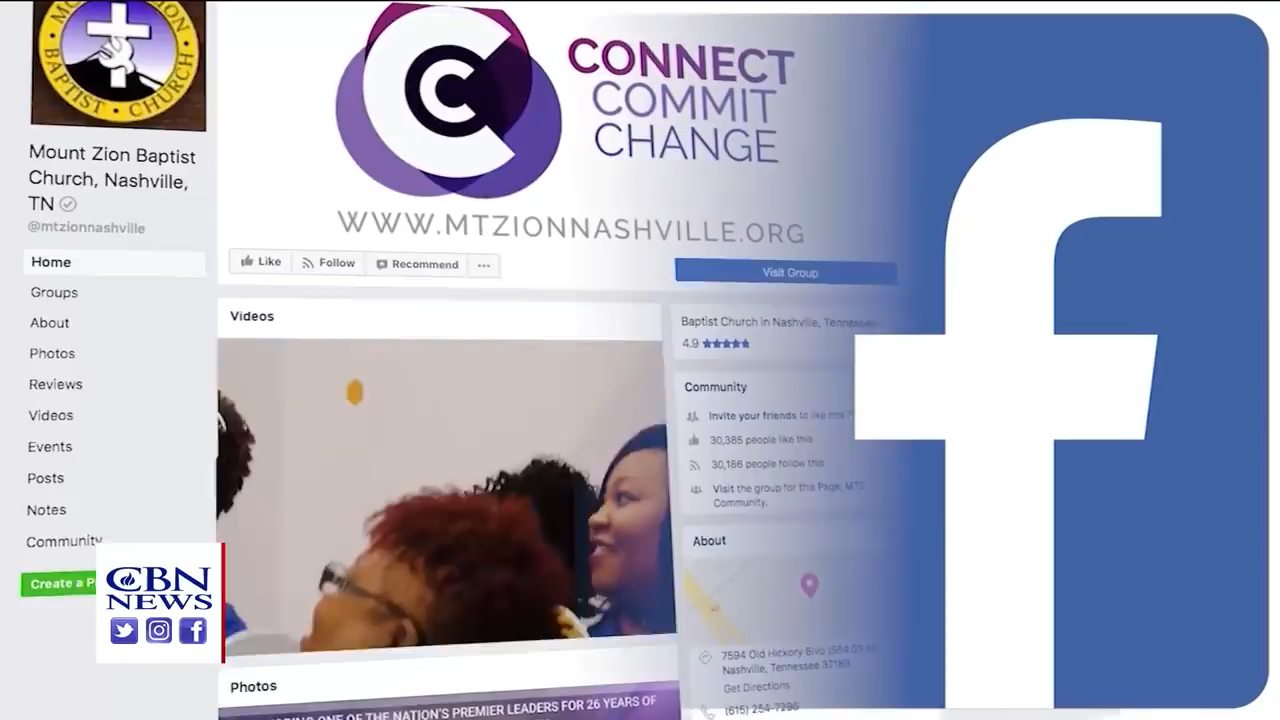 BAPTIST • CHURCH
Mount Zion Baptist
Church, Nashville,
TN
@mtzionnashville
Home
Groups
About
Photos
Reviews
Videos
Events
Posts
Notes
Community
Create a P
CBN
NEWS
C
CONNECT
COMMIT
CHANGE
WWW.MTZIONNASHVILLE.ORG
Like
Follow
Recommend
...
Visit Group
Videos
Photos
ONE OF THE NATION'S PREMIER LEADERS FOR 26 YEARS OF
Baptist Church in Nashville, Tennessee
4.9
Community
Invite your friends to like this
30,385 people like this
30,186 people follow this
Visit the group for this Page, MTZ
Community.
About
7594 Old Hickory Blvd
Nashville, Tennessee 37189
Get Directions
(615) 254-7296
f